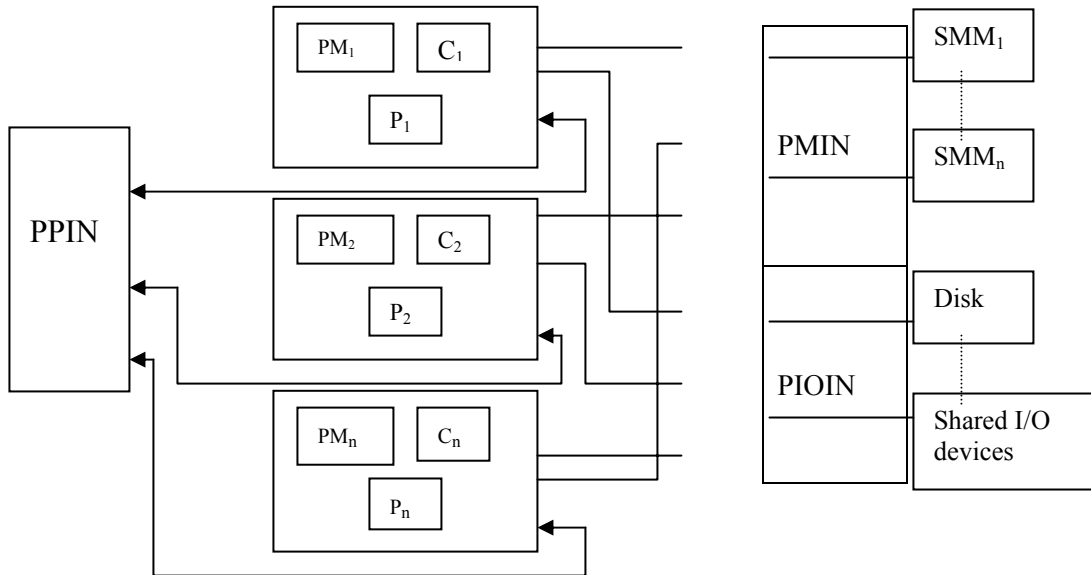 PPIN
PM₁
C₁
P₁
PM₂
C₂
P₂
PMₙ
Cₙ
Pₙ
PMIN
PIOIN
SMM₁
SMMₙ
Disk
Shared I/O
devices